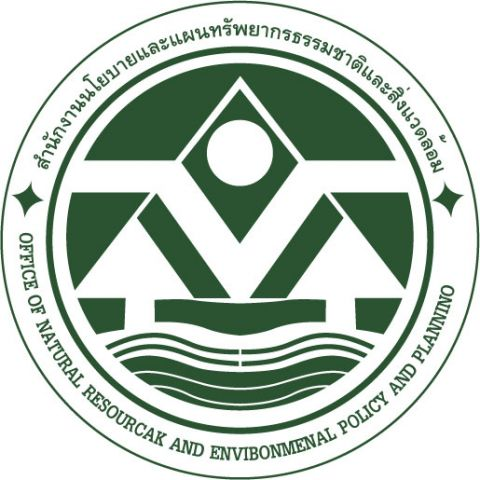 สำนักงานนโยบายและแผนทรัพยากรธรรมชาติและสิ่งแวดล้อม
OFFICE OF NATURAL RESOURCAK AND ENVIBONMENAL POLICY AND PLANNINO